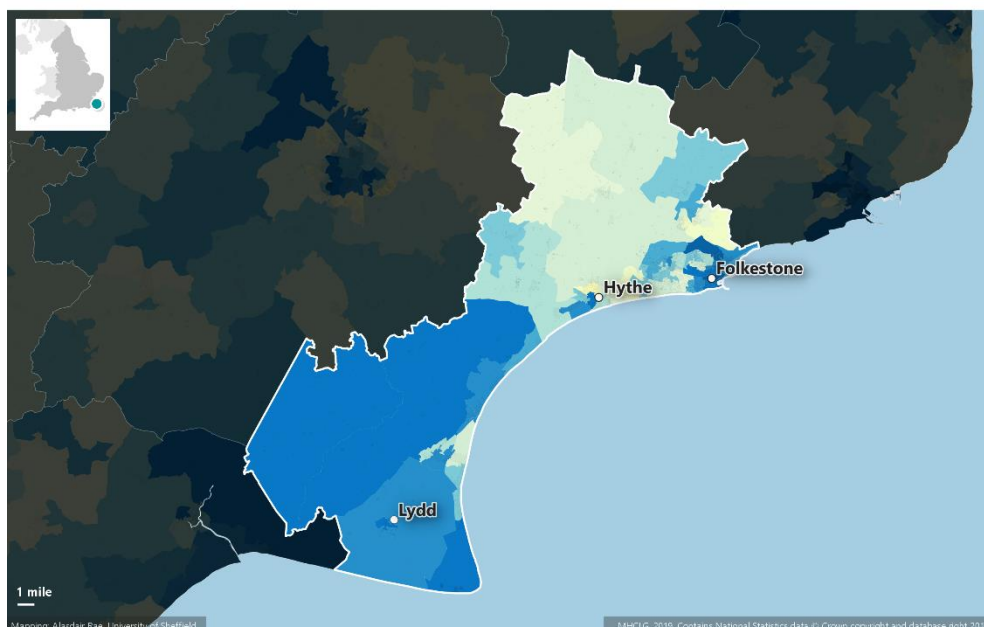 Folkestone
Hythe
Lydd
1 mile
Mapping: Alasdair Rae, University of Sheffield
MHCLG, 2019. Contains National Statistics data © Crown copyright and database right